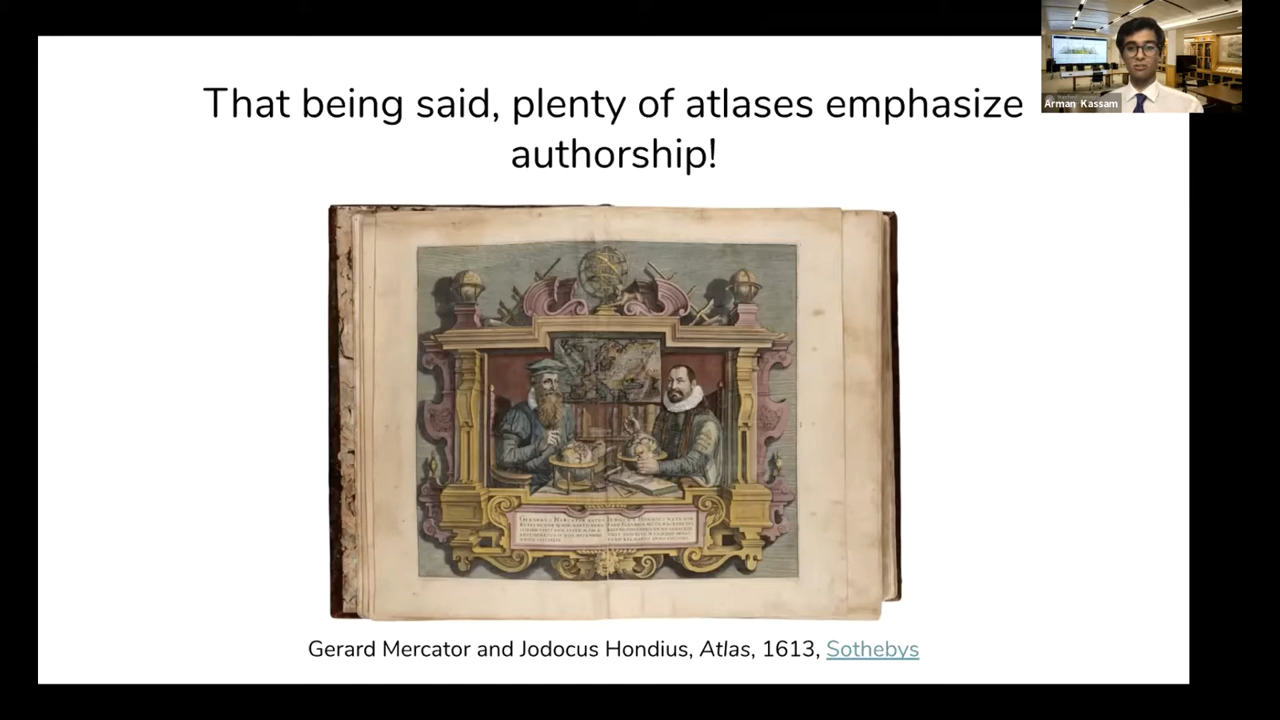 That being said, plenty of atlases emphasize
authorship!
Arman Kassam
Gerard Mercator and Jodocus Hondius, Atlas, 1613, Sothebys